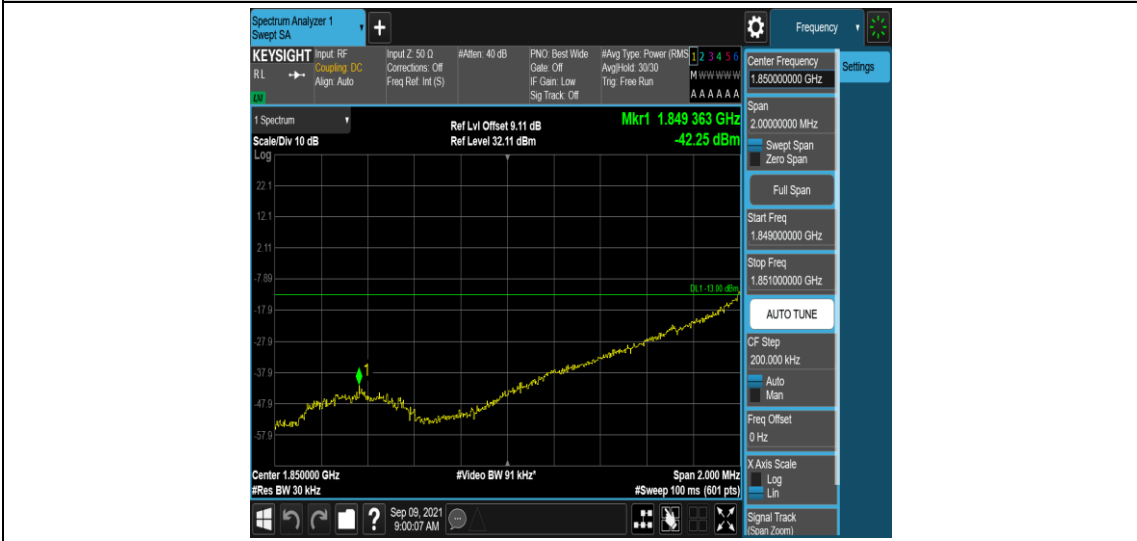 Spectrum Analyzer 1
Swept SA
+
Frequency
KEYSIGHT
RL
LNI
Input: RF
Coupling: DC
Align: Auto
Input Z: 50 Ω
Corrections: Off
Freq Ref: Int (S)
#Atten: 40 dB
PNO: Best Wide
Gate: Off
IF Gain: Low
Sig Track: Off
#Avg Type: Power (RMS
Avg|Hold: 30/30
Trig: Free Run
1 2 3 4 5 6
M W W W W W
A A A A A A
1 Spectrum
Scale/Div 10 dB
Log
Ref Lvl Offset 9.11 dB
Ref Level 32.11 dBm
Mkr1 1.849 363 GHz
-42.25 dBm
22.1
12.1
2.11
-7.89
-17.9
-27.9
-37.9
-47.9
-57.9
DL1 -13.00 dBm
1
Center 1.850000 GHz
#Res BW 30 kHz
#Video BW 91 kHz*
Span 2.000 MHz
#Sweep 100 ms (601 pts)
?
Sep 09, 2021
9:00:07 AM
Center Frequency
1.850000000 GHz
Settings
Span
2.00000000 MHz
Swept Span
Zero Span
Full Span
Start Freq
1.849000000 GHz
Stop Freq
1.851000000 GHz
AUTO TUNE
CF Step
200.000 kHz
Auto
Man
Freq Offset
0 Hz
X Axis Scale
Log
Lin
Signal Track
(Span Zoom)